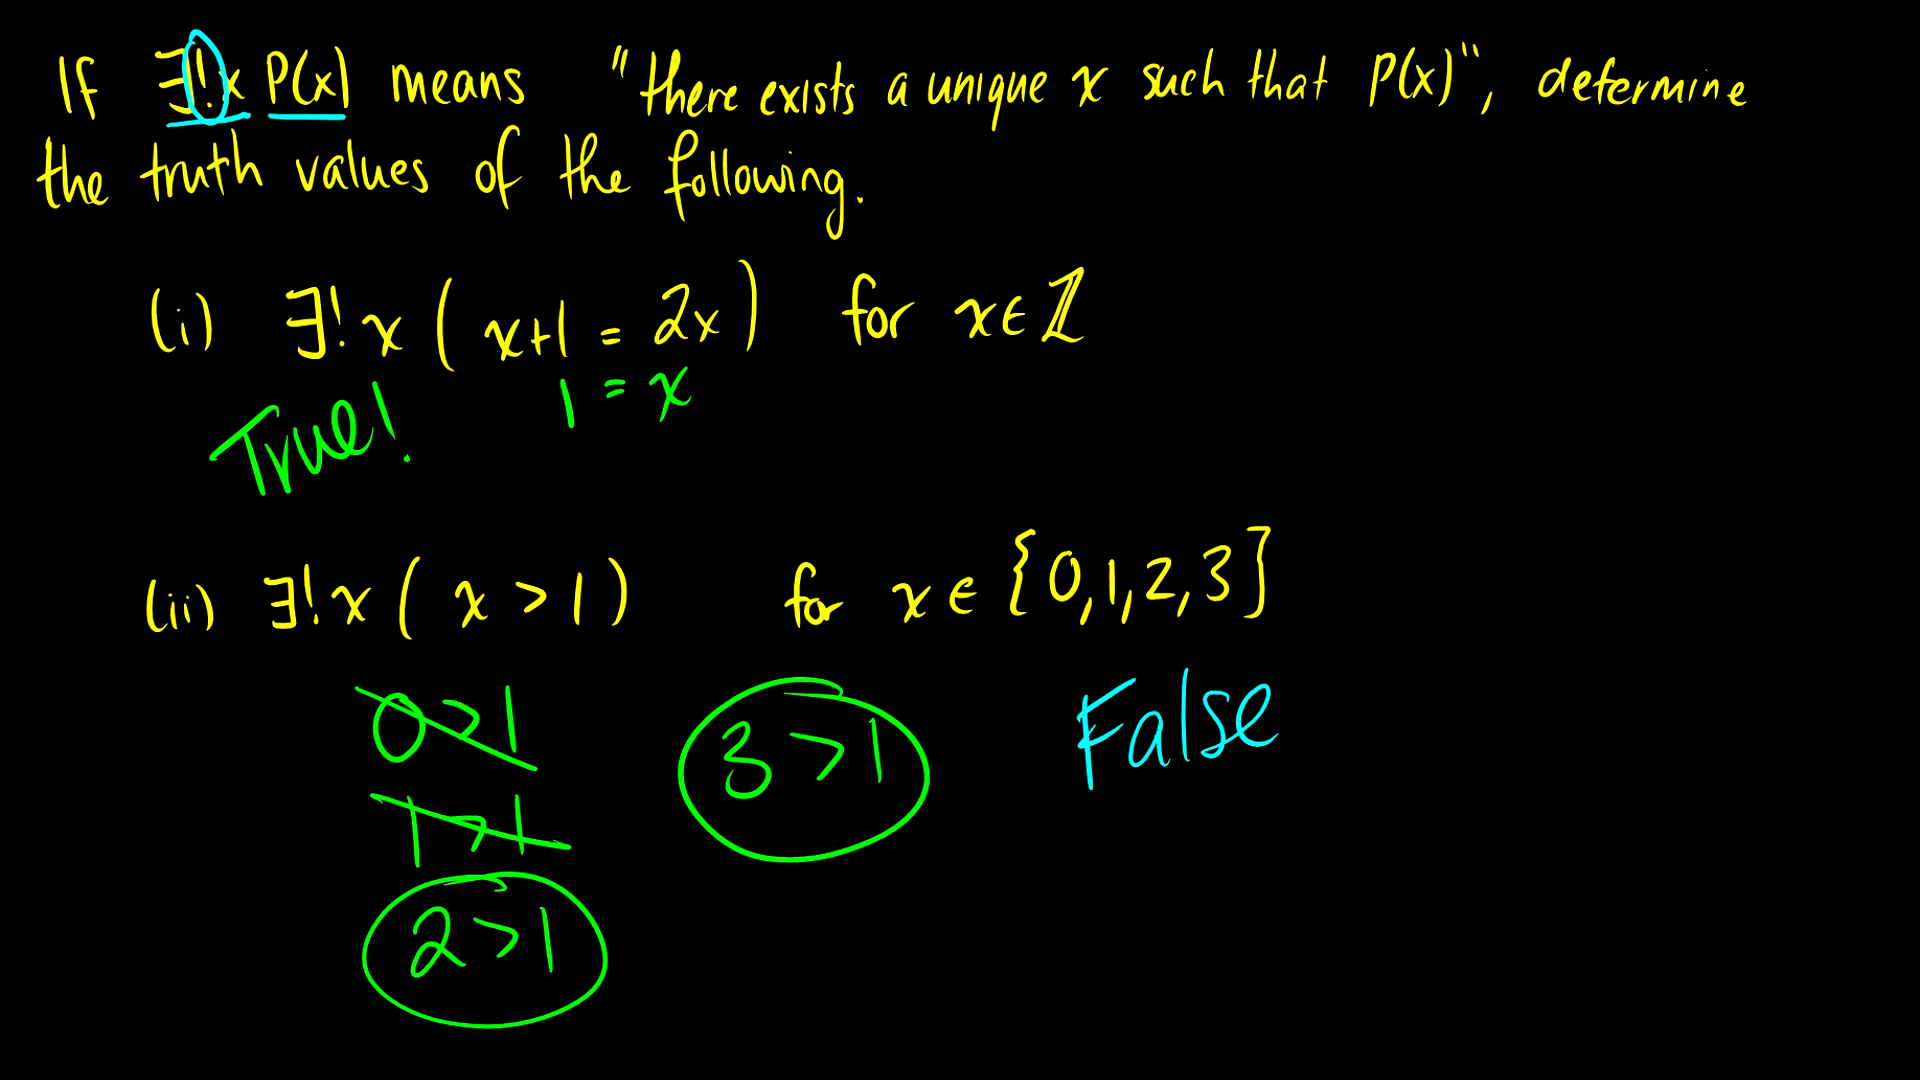 If ∃!x P(x) means "there exists a unique x such that P(x)", determine
the truth values of the following.
(i) ∃!x ( x+1 = 2x ) for x∈ℤ
1 = x
True!
(ii) ∃!x ( x > 1 ) for x ∈ {0,1,2,3}
0>1
3>1
False
1>1
2>1